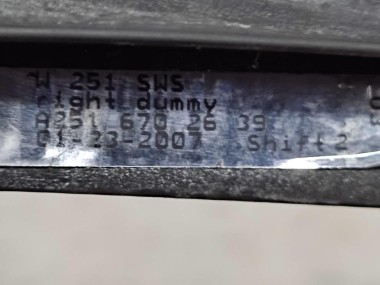 W 251 SWS
right dummy
A251 670 26 39
01-23-2007 Shift2